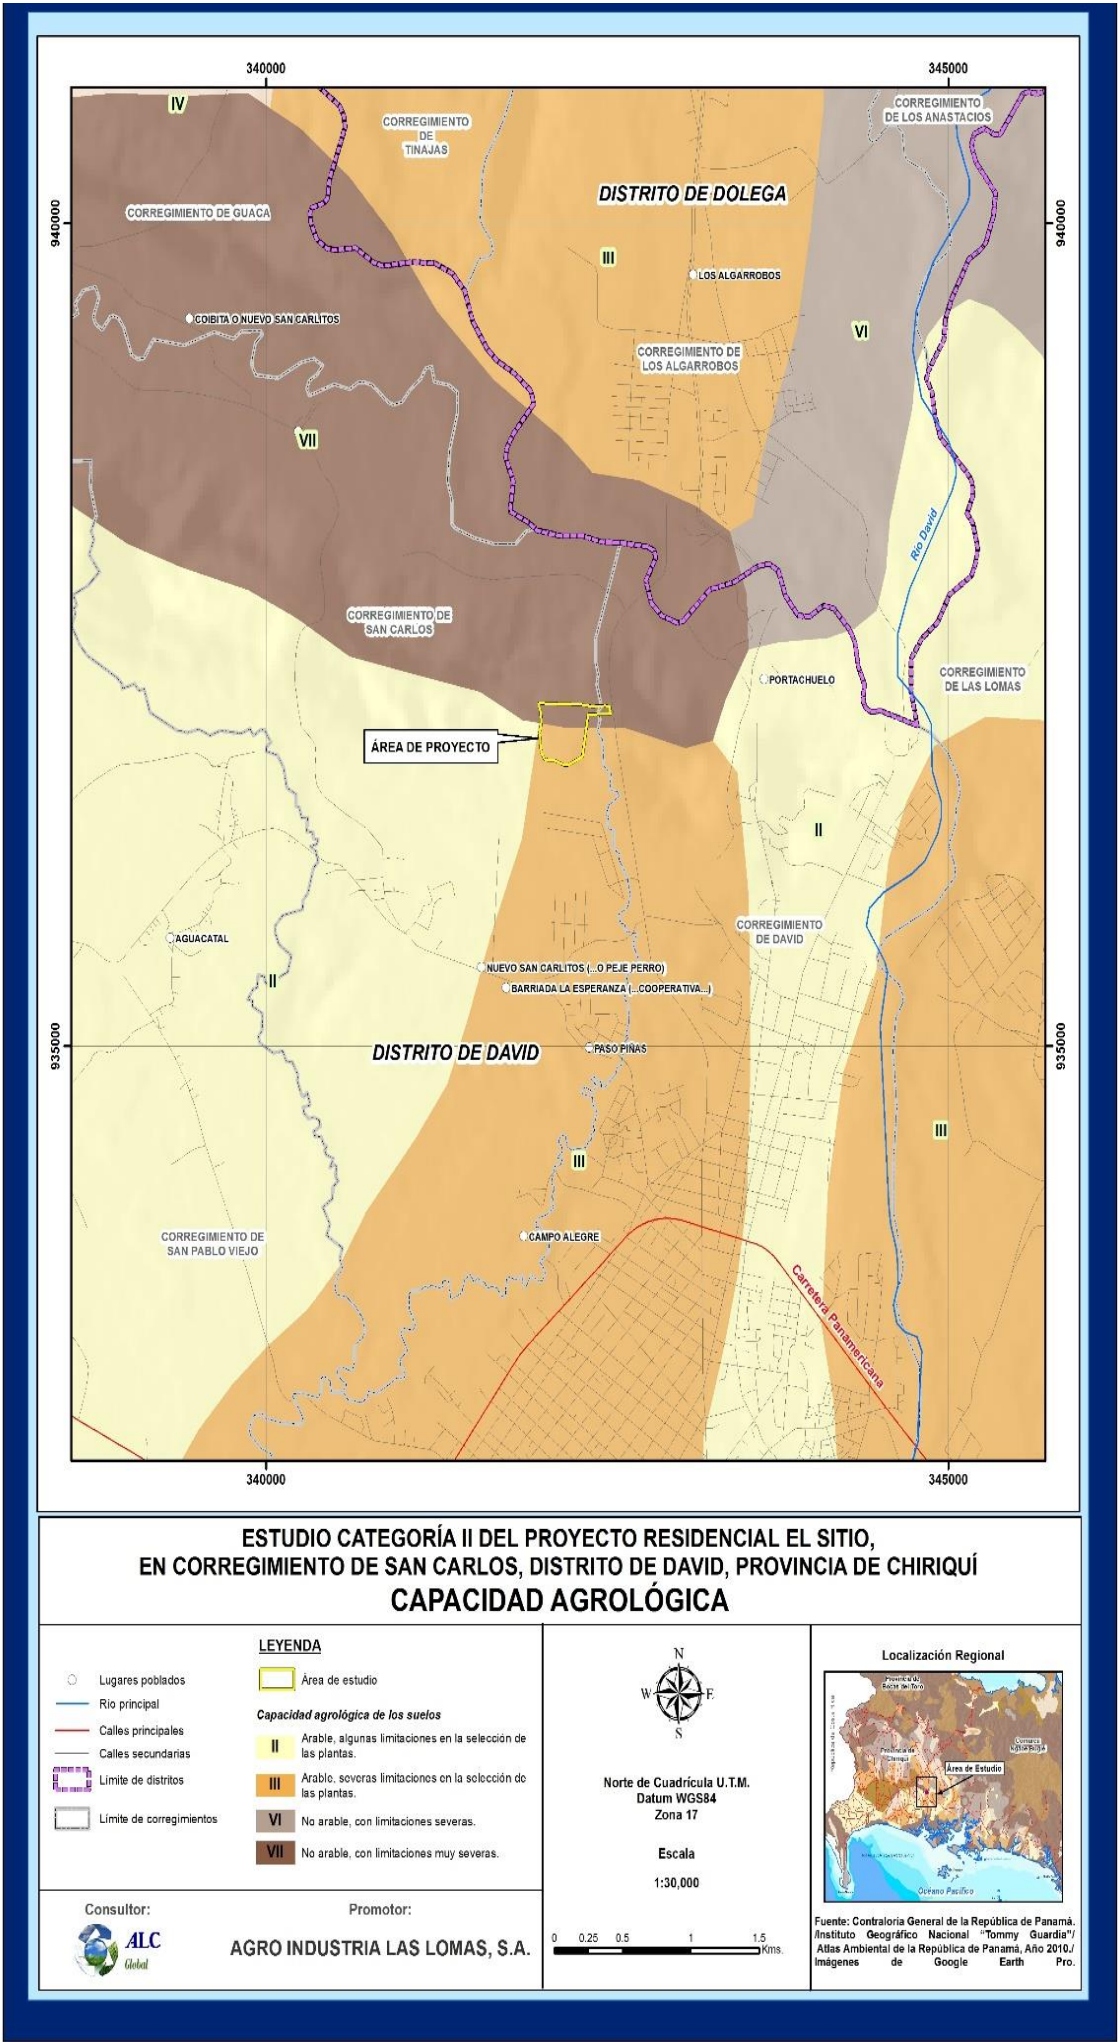 340000
345000
IV
CORREGIMIENTO
DE
TINAJAS
CORREGIMIENTO
DE LOS ANASTACIOS
DISTRITO DE DOLEGA
CORREGIMIENTO DE GUACA
940000
940000
III
LOS ALGARROBOS
COIBITA O NUEVO SAN CARLITOS
VI
CORREGIMIENTO DE
LOS ALGARROBOS
VII
Río David
CORREGIMIENTO DE
SAN CARLOS
PORTACHUELO
CORREGIMIENTO
DE LAS LOMAS
ÁREA DE PROYECTO
II
CORREGIMIENTO
DE DAVID
AGUACATAL
NUEVO SAN CARLITOS (...O PEJE PERRO)
II
BARRIADA LA ESPERANZA (...COOPERATIVA...)
935000
935000
DISTRITO DE DAVID
PASO PIÑAS
III
III
CORREGIMIENTO DE
SAN PABLO VIEJO
CAMPO ALEGRE
Carretera Panamericana
340000
345000
ESTUDIO CATEGORÍA II DEL PROYECTO RESIDENCIAL EL SITIO,
EN CORREGIMIENTO DE SAN CARLOS, DISTRITO DE DAVID, PROVINCIA DE CHIRIQUÍ
CAPACIDAD AGROLÓGICA
LEYENDA
Lugares poblados
Río principal
Calles principales
Calles secundarias
Límite de distritos
Límite de corregimientos
Área de estudio
Capacidad agrológica de los suelos
II
Arable, algunas limitaciones en la selección de
las plantas.
III
Arable, severas limitaciones en la selección de
las plantas.
VI
No arable, con limitaciones severas.
VII
No arable, con limitaciones muy severas.
Consultor:
ALC
Global
Promotor:
AGRO INDUSTRIA LAS LOMAS, S.A.
N
W
E
S
Norte de Cuadrícula U.T.M.
Datum WGS84
Zona 17
Escala
1:30,000
0 0.25 0.5 1 1.5
Kms.
Localización Regional
Provincia de
Bocas del Toro
Provincia de
Chiriquí
Área de Estudio
Océano Pacífico
Fuente: Contraloría General de la República de Panamá.
/Instituto Geográfico Nacional "Tommy Guardia"/
Atlas Ambiental de la República de Panamá, Año 2010./
Imágenes de Google Earth Pro.